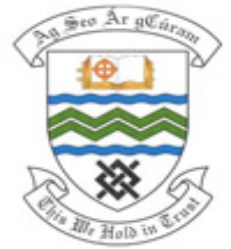 Ag Seo Ár gCúram
This We Hold in Trust